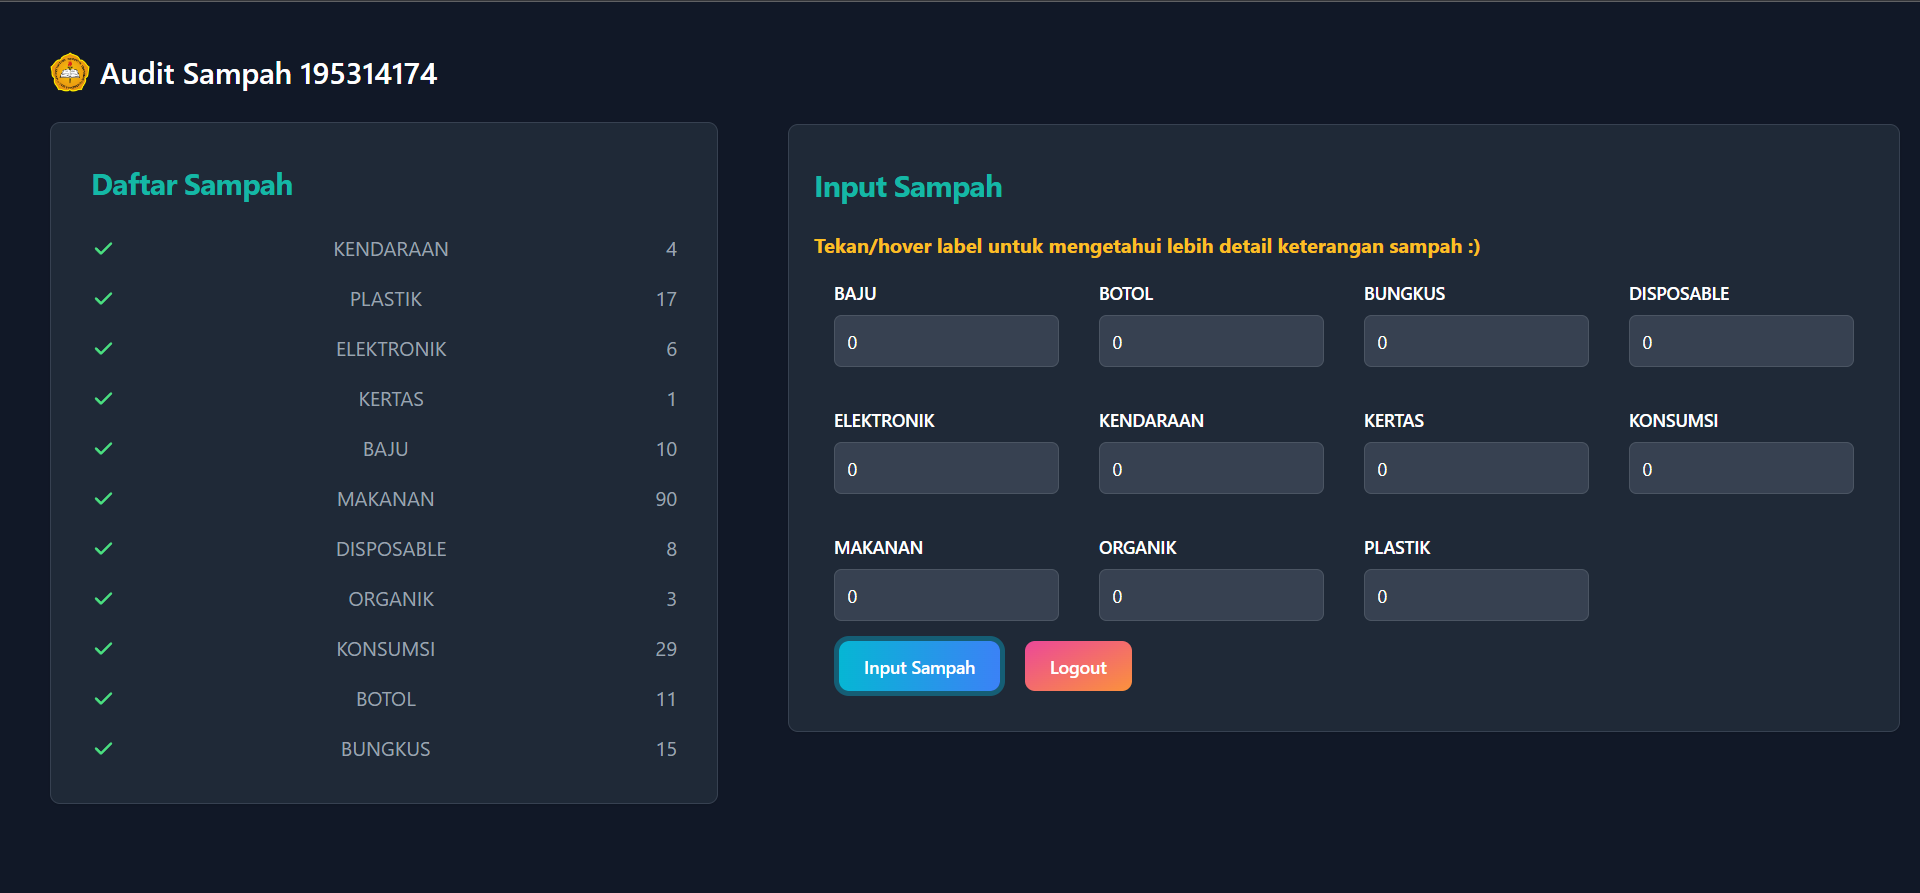 Audit Sampah 195314174
Daftar Sampah
KENDARAAN 4
PLASTIK 17
ELEKTRONIK 6
KERTAS 1
BAJU 10
MAKANAN 90
DISPOSABLE 8
ORGANIK 3
KONSUMSI 29
BOTOL 11
BUNGKUS 15
Input Sampah
Tekan/hover label untuk mengetahui lebih detail keterangan sampah :)
BAJU BOTOL BUNGKUS DISPOSABLE
0 0 0 0
ELEKTRONIK KENDARAAN KERTAS KONSUMSI
0 0 0 0
MAKANAN ORGANIK PLASTIK
0 0 0
Input Sampah Logout